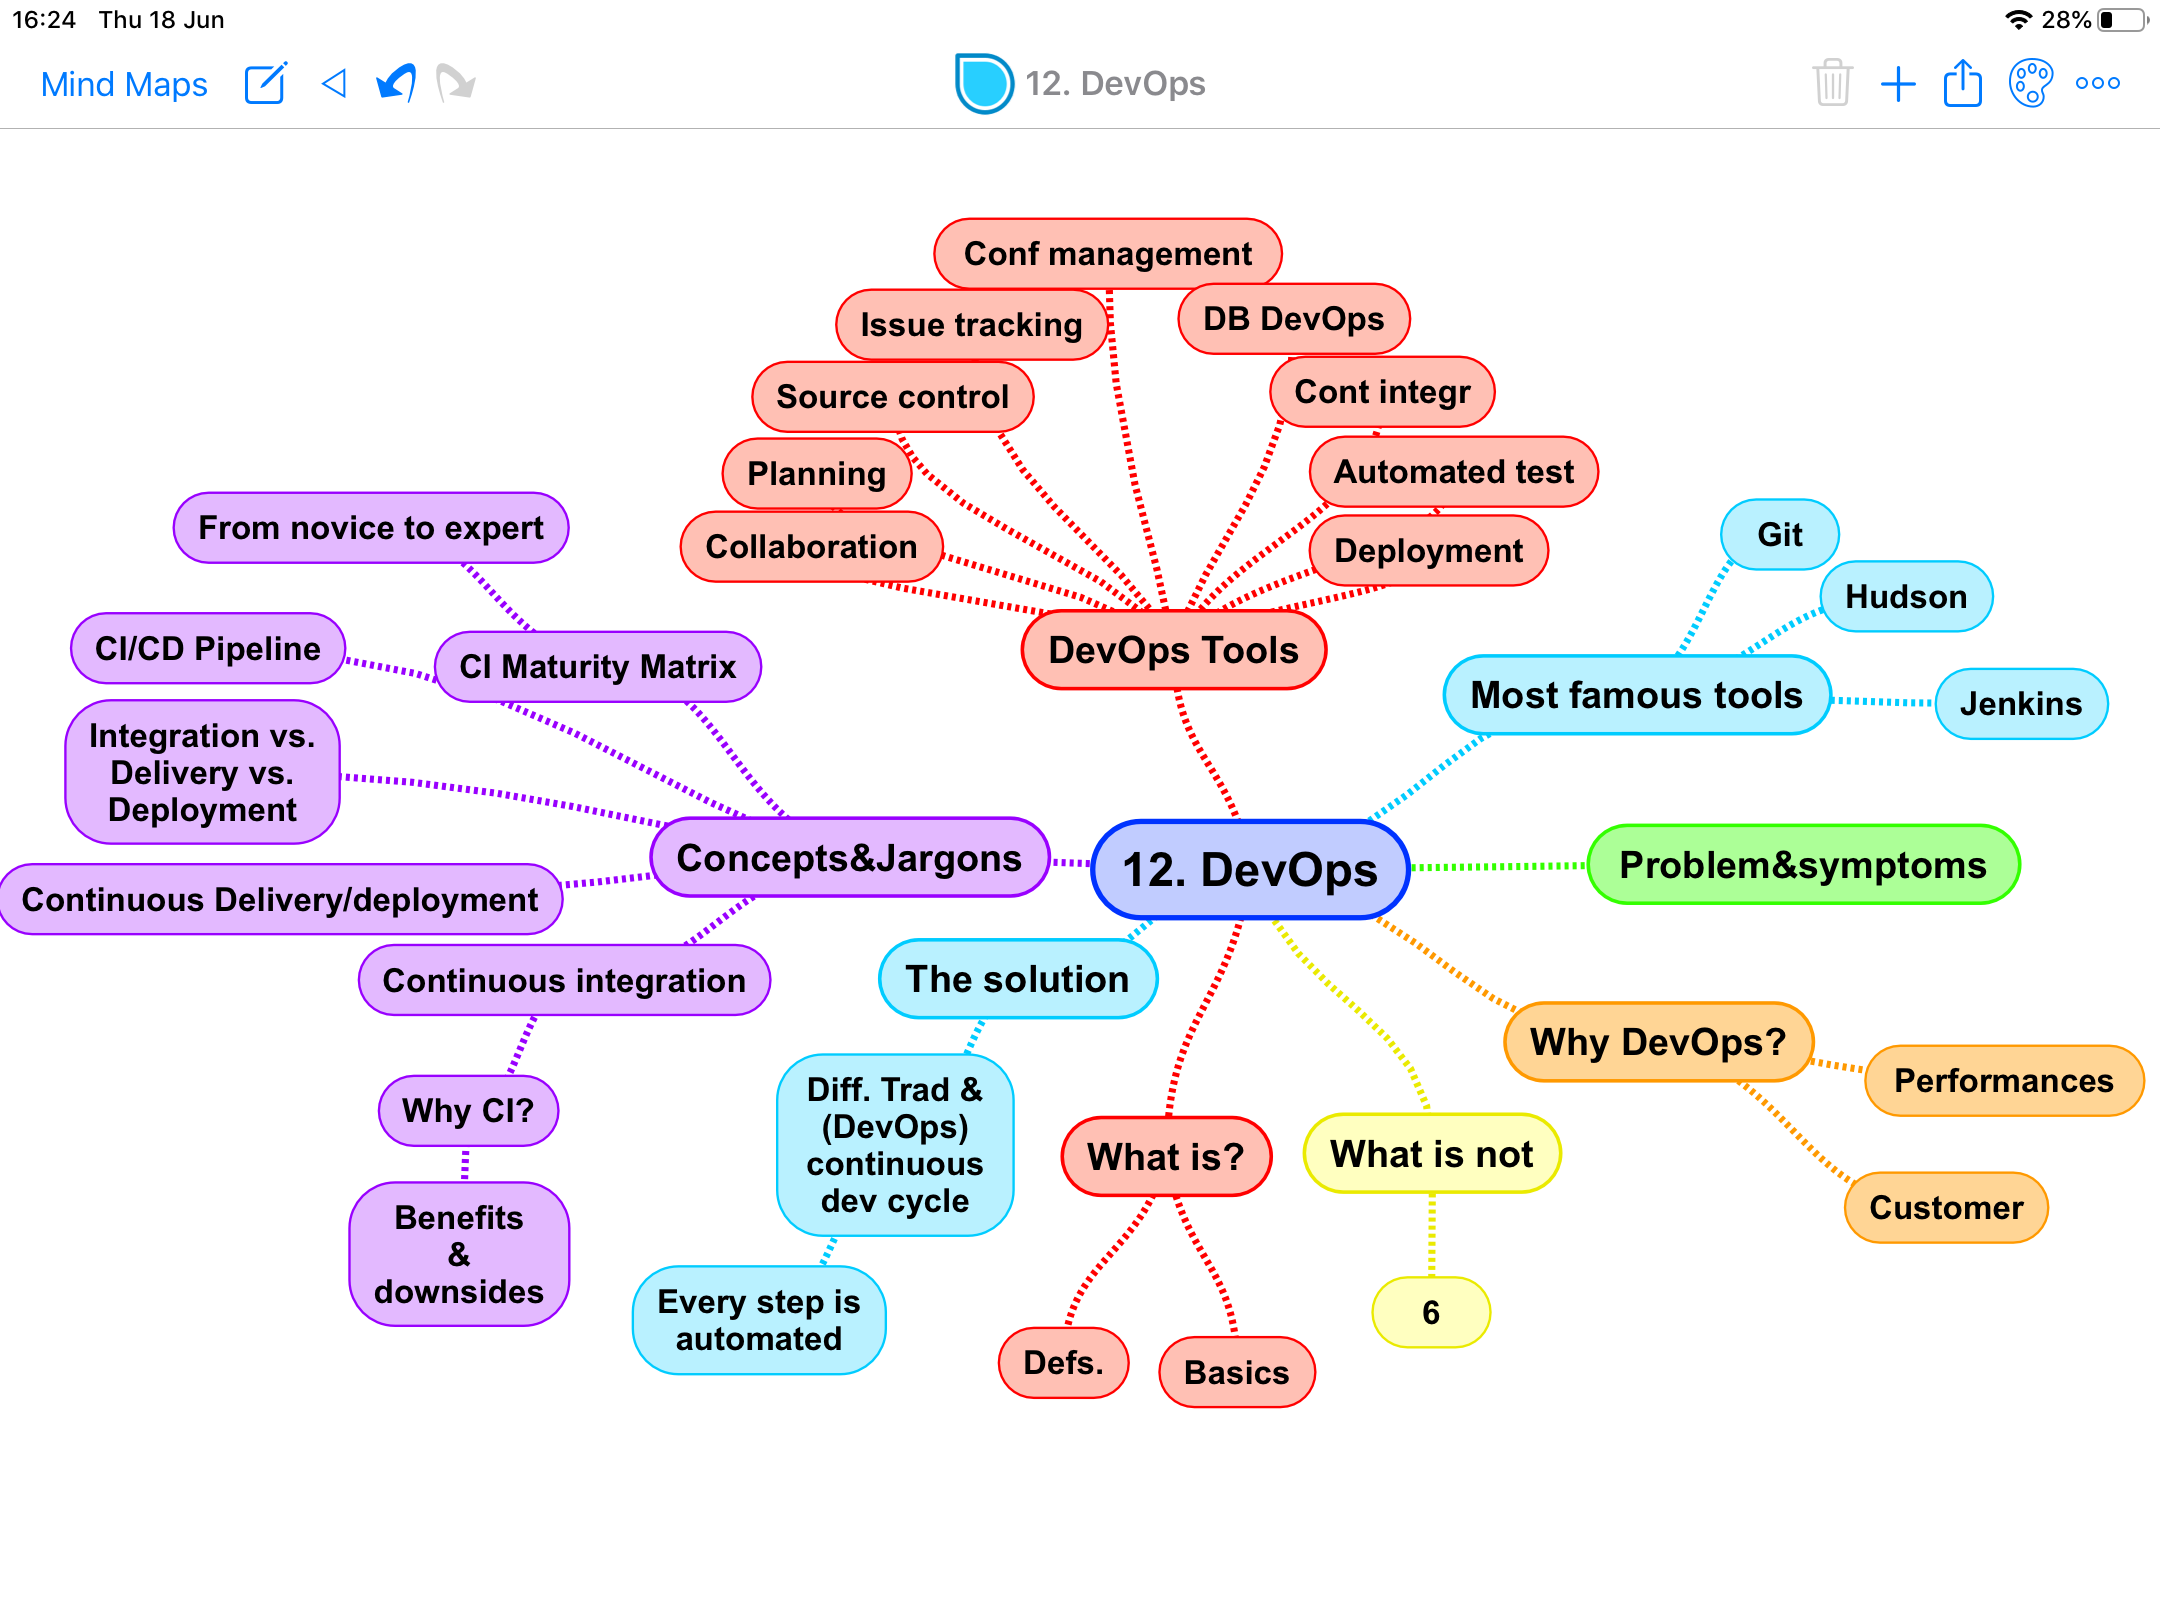 16:24 Thu 18 Jun
28%
Mind Maps
12. DevOps
Conf management
Issue tracking
DB DevOps
Source control
Cont integr
Planning
Automated test
Collaboration
Deployment
DevOps Tools
From novice to expert
CI/CD Pipeline
CI Maturity Matrix
Integration vs.
Delivery vs.
Deployment
Concepts&Jargons
Continuous Delivery/deployment
Continuous integration
Why CI?
Benefits
&
downsides
Git
Hudson
Most famous tools
Jenkins
12. DevOps
Problem&symptoms
The solution
Diff. Trad &
(DevOps)
continuous
dev cycle
Every step is
automated
What is?
Defs.
Basics
What is not
6
Why DevOps?
Performances
Customer